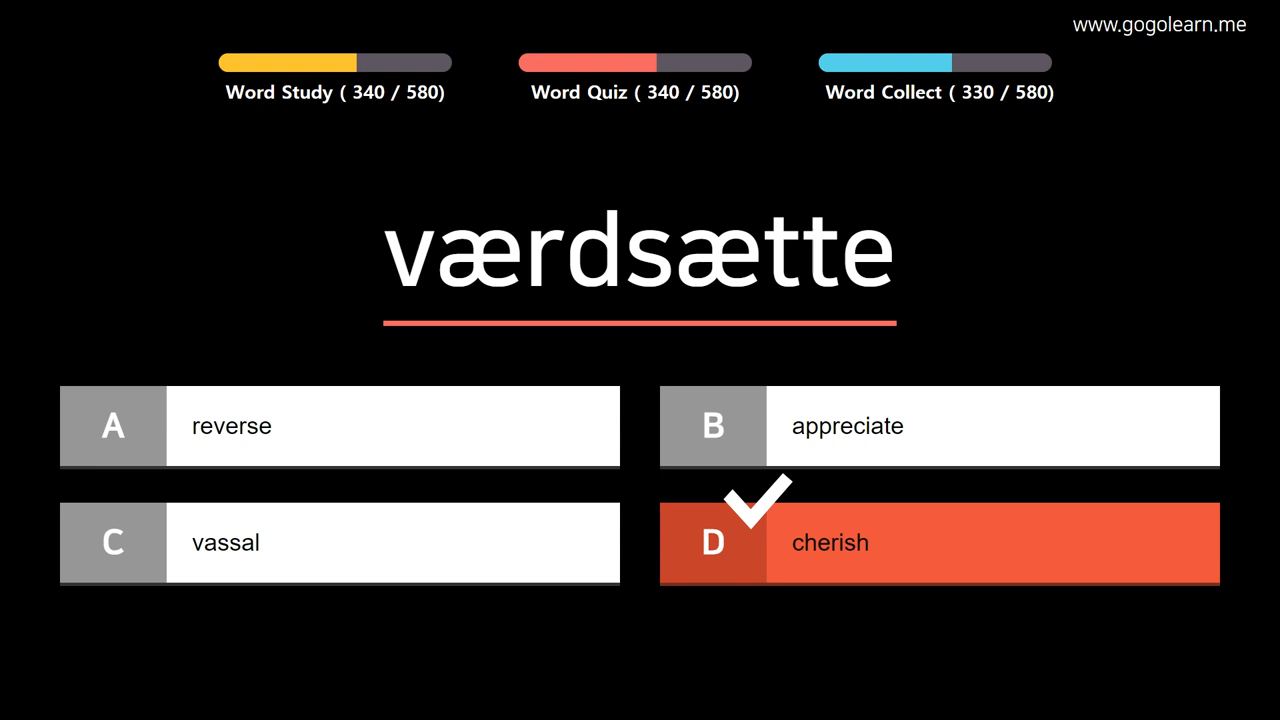 www.gogolearn.me
Word Study ( 340 / 580)
Word Quiz ( 340 / 580)
Word Collect ( 330 / 580)
værdsætte
A reverse
B appreciate
C vassal
D cherish